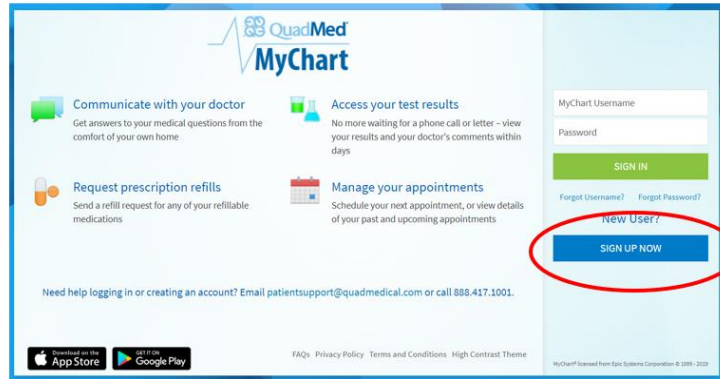 QuadMed
MyChart
Communicate with your doctor
Get answers to your medical questions from the
comfort of your own home
Access your test results
No more waiting for a phone call or letter – view
your results and your doctor's comments within
days
Request prescription refills
Send a refill request for any of your refillable
medications
Manage your appointments
Schedule your next appointment, or view details
of your past and upcoming appointments
Need help logging in or creating an account? Email patientsupport@quadmedical.com or call 888.417.1001.
Download on the
App Store
GET IT ON
Google Play
FAQs Privacy Policy Terms and Conditions High Contrast Theme
MyChart Username
Password
SIGN IN
Forgot Username? Forgot Password?
New User?
SIGN UP NOW
MyChart® licensed from Epic Systems Corporation © 1999 - 2019